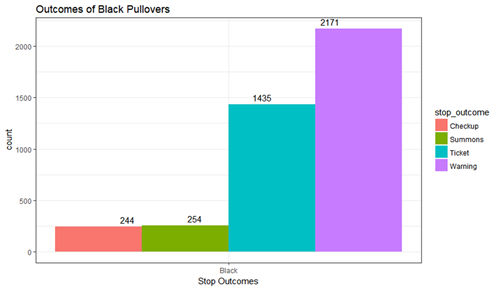 Outcomes of Black Pullovers
2171
2000
1500
1435
1000
500
244
254
0
count
Black
Stop Outcomes
stop_outcome
Checkup
Summons
Ticket
Warning